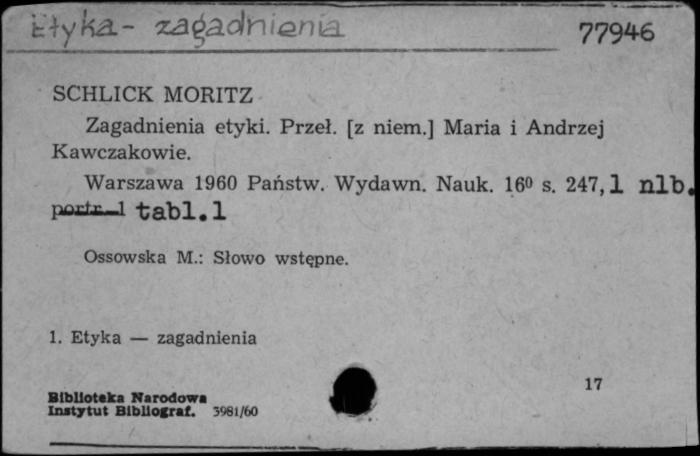 Etyka - zagadnienia 77946
SCHLICK MORITZ
Zagadnienia etyki. Przeł. [z niem.] Maria i Andrzej
Kawczakowie.
Warszawa 1960 Państw. Wydawn. Nauk. 16⁰ s. 247, 1 nlb.
portr. 1 tabl.1
Ossowska M.: Słowo wstępne.
1. Etyka — zagadnienia
17
Biblioteka Narodowa
Instytut Bibliograf. 3981/60